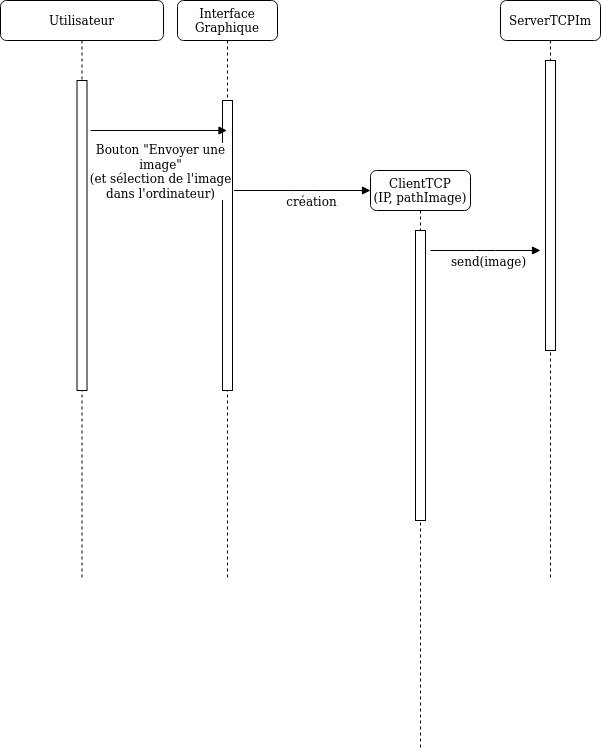 Utilisateur
Interface
Graphique
ServerTCPIm
Bouton "Envoyer une
image"
(et sélection de l'image
dans l'ordinateur)
création
ClientTCP
(IP, pathImage)
send(image)